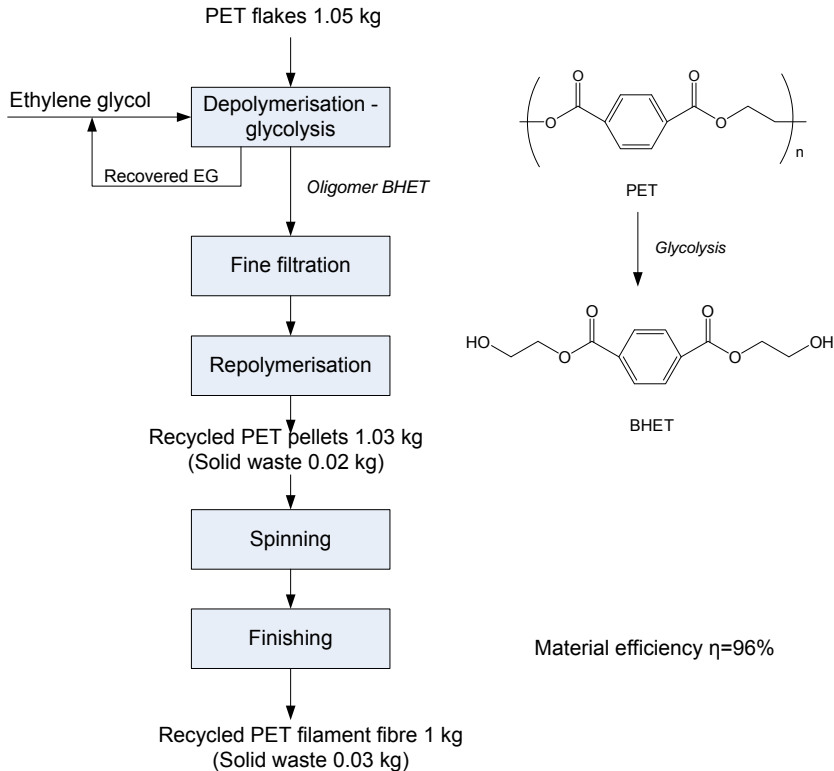 PET flakes 1.05 kg
Ethylene glycol
Depolymerisation -
glycolysis
Recovered EG
Oligomer BHET
Fine filtration
Repolymerisation
Recycled PET pellets 1.03 kg
(Solid waste 0.02 kg)
Spinning
Finishing
Recycled PET filament fibre 1 kg
(Solid waste 0.03 kg)
O
O
O
O
n
PET
Glycolysis
HO
O
O
O
O
OH
BHET
Material efficiency η=96%